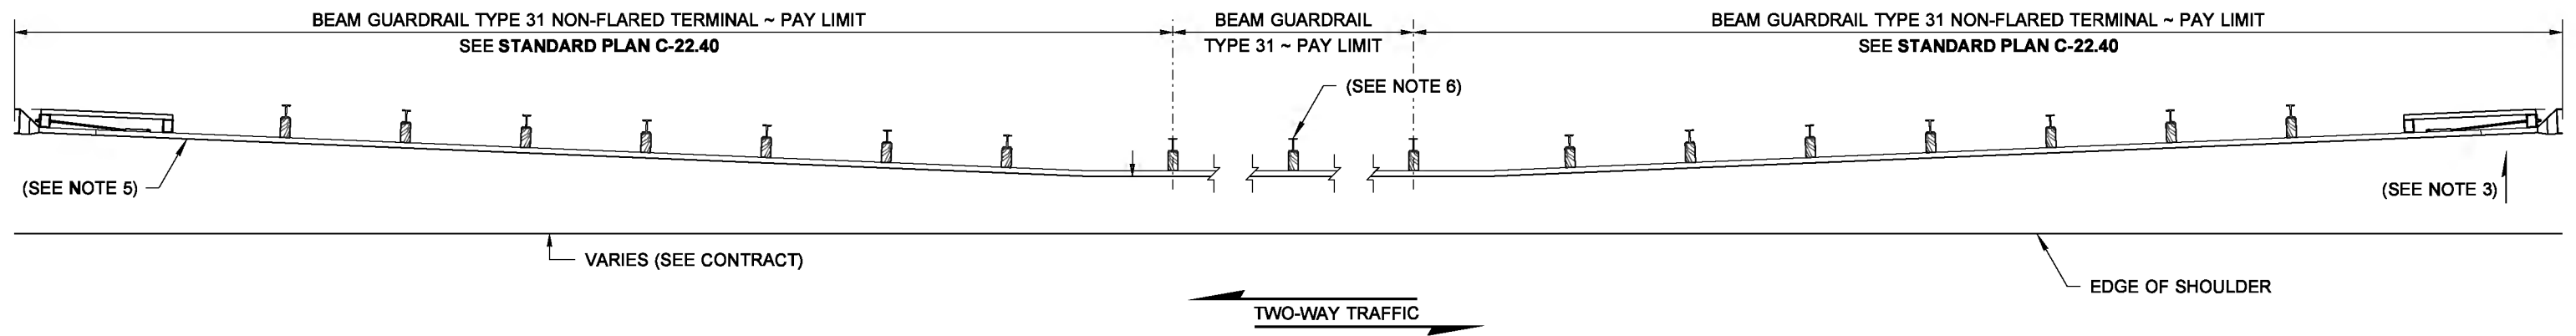 BEAM GUARDRAIL TYPE 31 NON-FLARED TERMINAL ~ PAY LIMIT
SEE STANDARD PLAN C-22.40
BEAM GUARDRAIL
TYPE 31 ~ PAY LIMIT
BEAM GUARDRAIL TYPE 31 NON-FLARED TERMINAL ~ PAY LIMIT
SEE STANDARD PLAN C-22.40
(SEE NOTE 6)
(SEE NOTE 5)
(SEE NOTE 3)
VARIES (SEE CONTRACT)
EDGE OF SHOULDER
TWO-WAY TRAFFIC